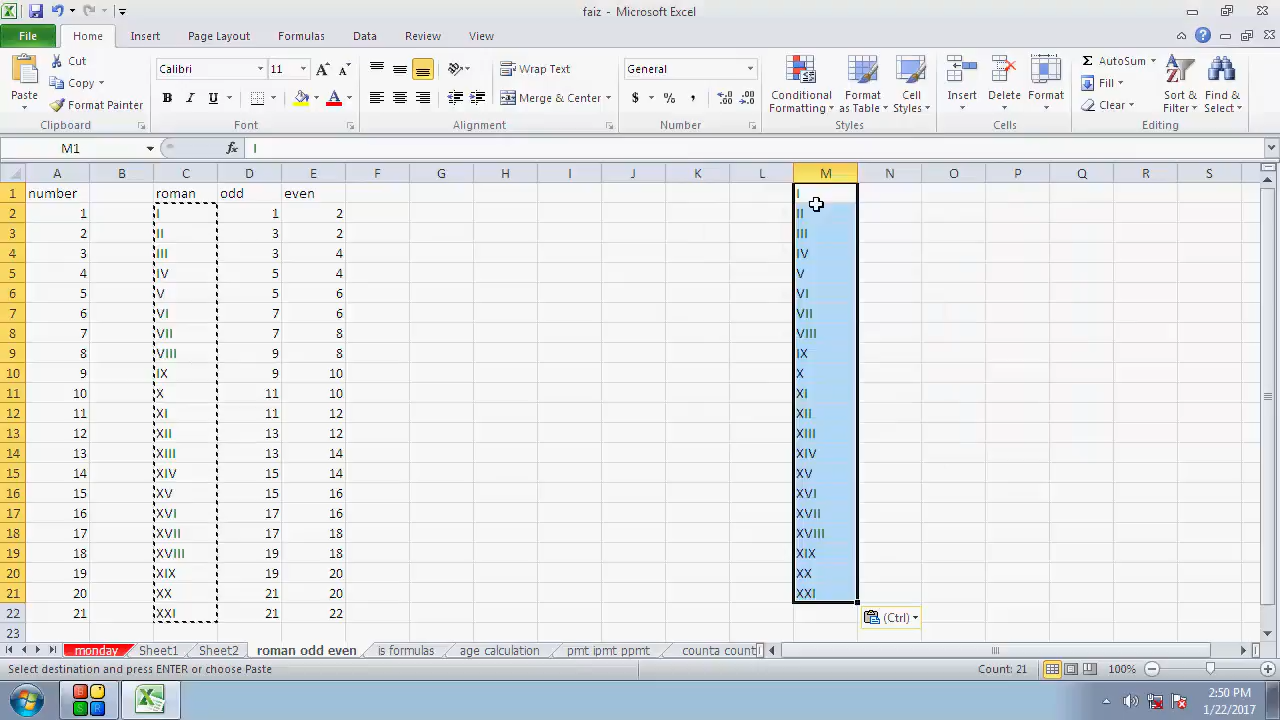 faiz - Microsoft Excel
File Home Insert Page Layout Formulas Data Review View
Paste
Cut
Copy
Format Painter
Clipboard
Calibri 11
B I U
Font
Wrap Text
Merge & Center
Alignment
General
$ % ,
Number
Conditional Formatting
Format as Table
Cell Styles
Styles
Insert
Delete
Format
Cells
AutoSum
Fill
Clear
Sort & Filter
Find & Select
Editing
M1 fx I
A B C D E F G H I J K L M N O P Q R S
1 number roman odd even I
2 1 I 1 2 II
3 2 II 3 2 III
4 3 III 3 4 IV
5 4 IV 5 4 V
6 5 V 5 6 VI
7 6 VI 7 6 VII
8 7 VII 7 8 VIII
9 8 VIII 9 8 IX
10 9 IX 9 10 X
11 10 X 11 10 XI
12 11 XI 11 12 XII
13 12 XII 13 12 XIII
14 13 XIII 13 14 XIV
15 14 XIV 15 14 XV
16 15 XV 15 16 XVI
17 16 XVI 17 16 XVII
18 17 XVII 17 18 XVIII
19 18 XVIII 19 18 XIX
20 19 XIX 19 20 XX
21 20 XX 21 20 XXI
22 21 XXI 21 22
23
(Ctrl)
monday Sheet1 Sheet2 roman odd even is formulas age calculation pmt ipmt ppmt counta count
Select destination and press ENTER or choose Paste Count: 21 100%
2:50 PM
1/22/2017